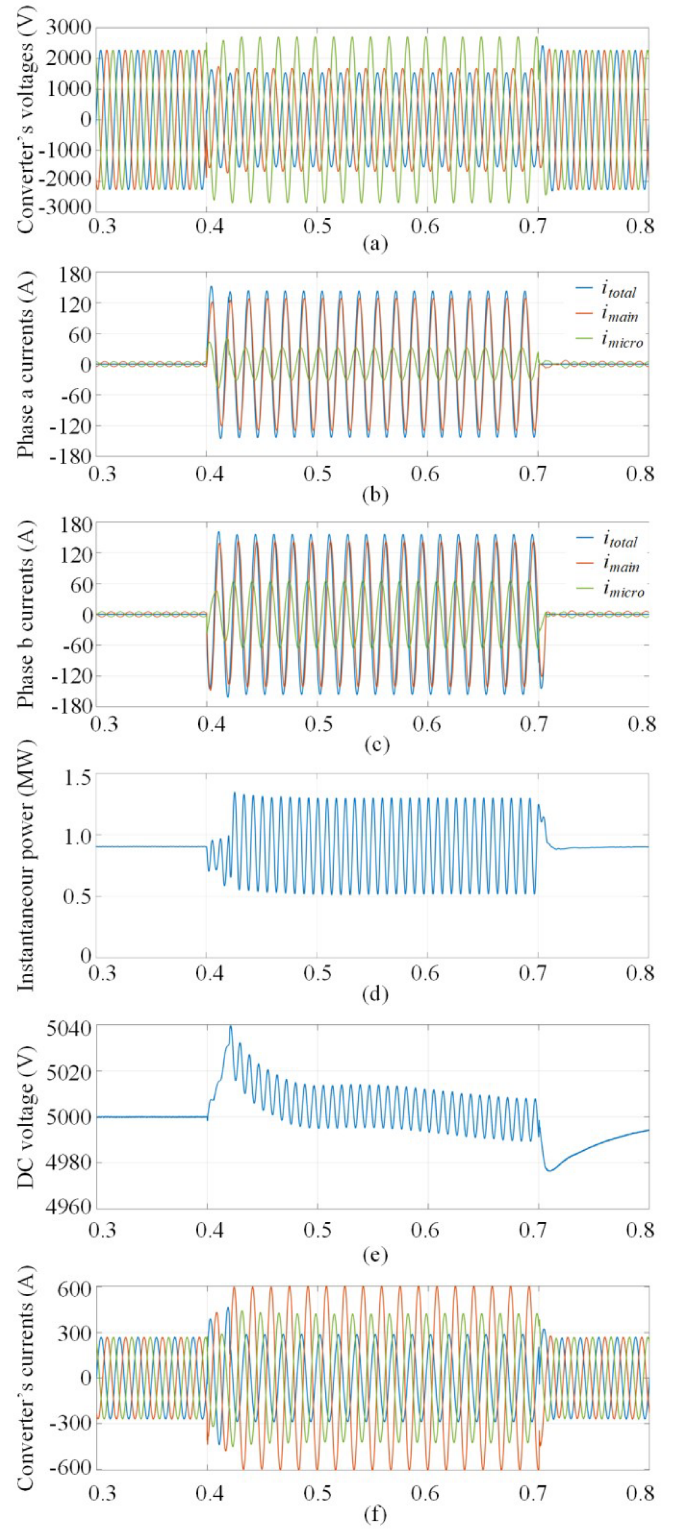 Converter`s voltages (V)
3000
2000
1000
0
-1000
-2000
-3000
0.3 0.4 0.5 0.6 0.7 0.8
(a)
Phase a currents (A)
180
120
60
0
-60
-120
-180
i_total
i_main
i_micro
0.3 0.4 0.5 0.6 0.7 0.8
(b)
Phase b currents (A)
180
120
60
0
-60
-120
-180
i_total
i_main
i_micro
0.3 0.4 0.5 0.6 0.7 0.8
(c)
Instantaneour power (MW)
1.5
1.0
0.5
0
0.3 0.4 0.5 0.6 0.7 0.8
(d)
DC voltage (V)
5040
5020
5000
4980
4960
0.3 0.4 0.5 0.6 0.7 0.8
(e)
Converter`s currents (A)
600
300
0
-300
-600
0.3 0.4 0.5 0.6 0.7 0.8
(f)